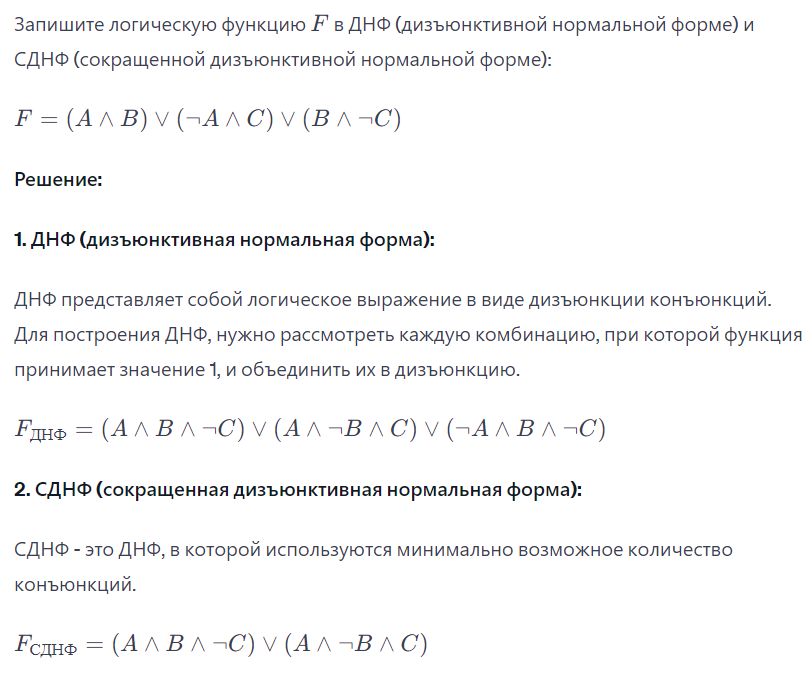 Запишите логическую функцию F в ДНФ (дизъюнктивной нормальной форме) и
СДНФ (сокращенной дизъюнктивной нормальной форме):
F = (A ∧ B) ∨ (¬A ∧ C) ∨ (B ∧ ¬C)
Решение:
1. ДНФ (дизъюнктивная нормальная форма):
ДНФ представляет собой логическое выражение в виде дизъюнкции конъюнкций.
Для построения ДНФ, нужно рассмотреть каждую комбинацию, при которой функция
принимает значение 1, и объединить их в дизъюнкцию.
F_ДНФ = (A ∧ B ∧ ¬C) ∨ (A ∧ ¬B ∧ C) ∨ (¬A ∧ B ∧ ¬C)
2. СДНФ (сокращенная дизъюнктивная нормальная форма):
СДНФ - это ДНФ, в которой используются минимально возможное количество
конъюнкций.
F_СДНФ = (A ∧ B ∧ ¬C) ∨ (A ∧ ¬B ∧ C)